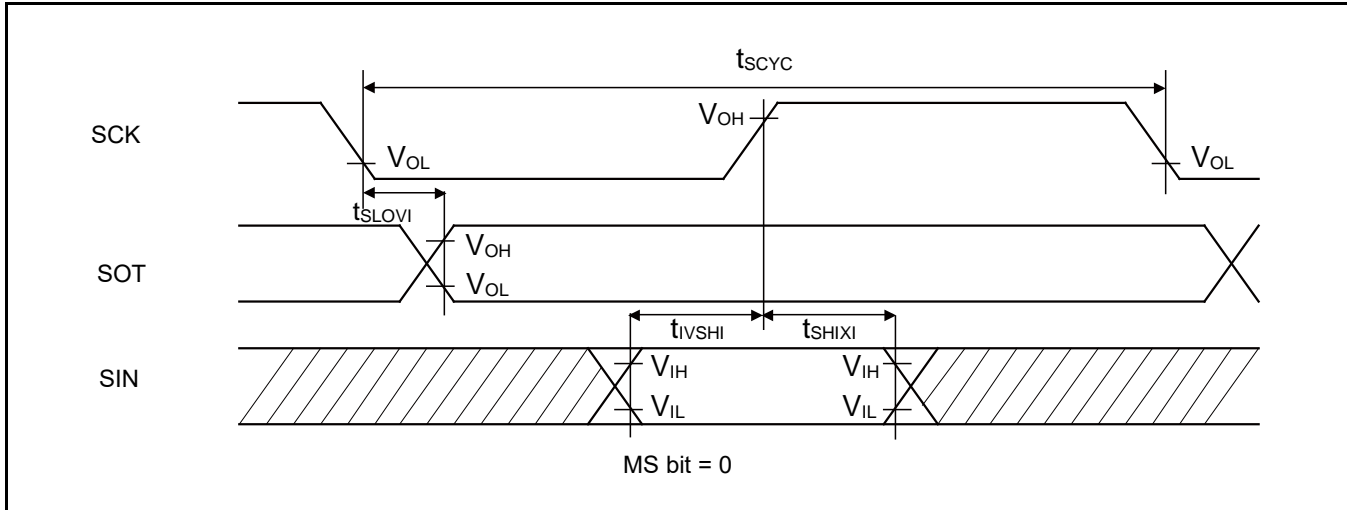 tSCYC
SCK
VOH
VOL
VOL
tSLOVI
SOT
VOH
VOL
tIVSHI
tSHIXI
SIN
VIH
VIH
VIL
VIL
MS bit = 0